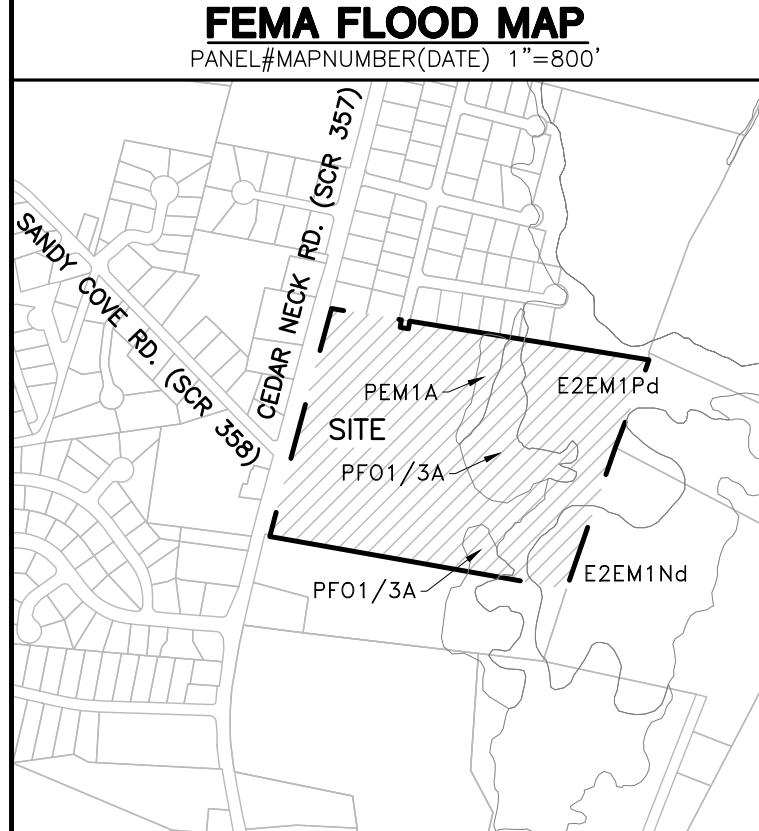 FEMA FLOOD MAP
PANEL#MAPNUMBER(DATE) 1"=800'
CEDAR NECK RD. (SCR 357)
SANDY COVE RD. (SCR 358)
PEM1A
E2EM1Pd
SITE
PFO1/3A
E2EM1Nd
PFO1/3A